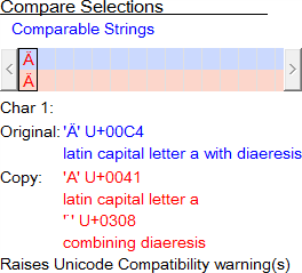 Compare Selections
Comparable Strings
< Ä >
Ä
Char 1:
Original: 'Ä' U+00C4
latin capital letter a with diaeresis
Copy: 'A' U+0041
latin capital letter a
'¨' U+0308
combining diaeresis
Raises Unicode Compatibility warning(s)